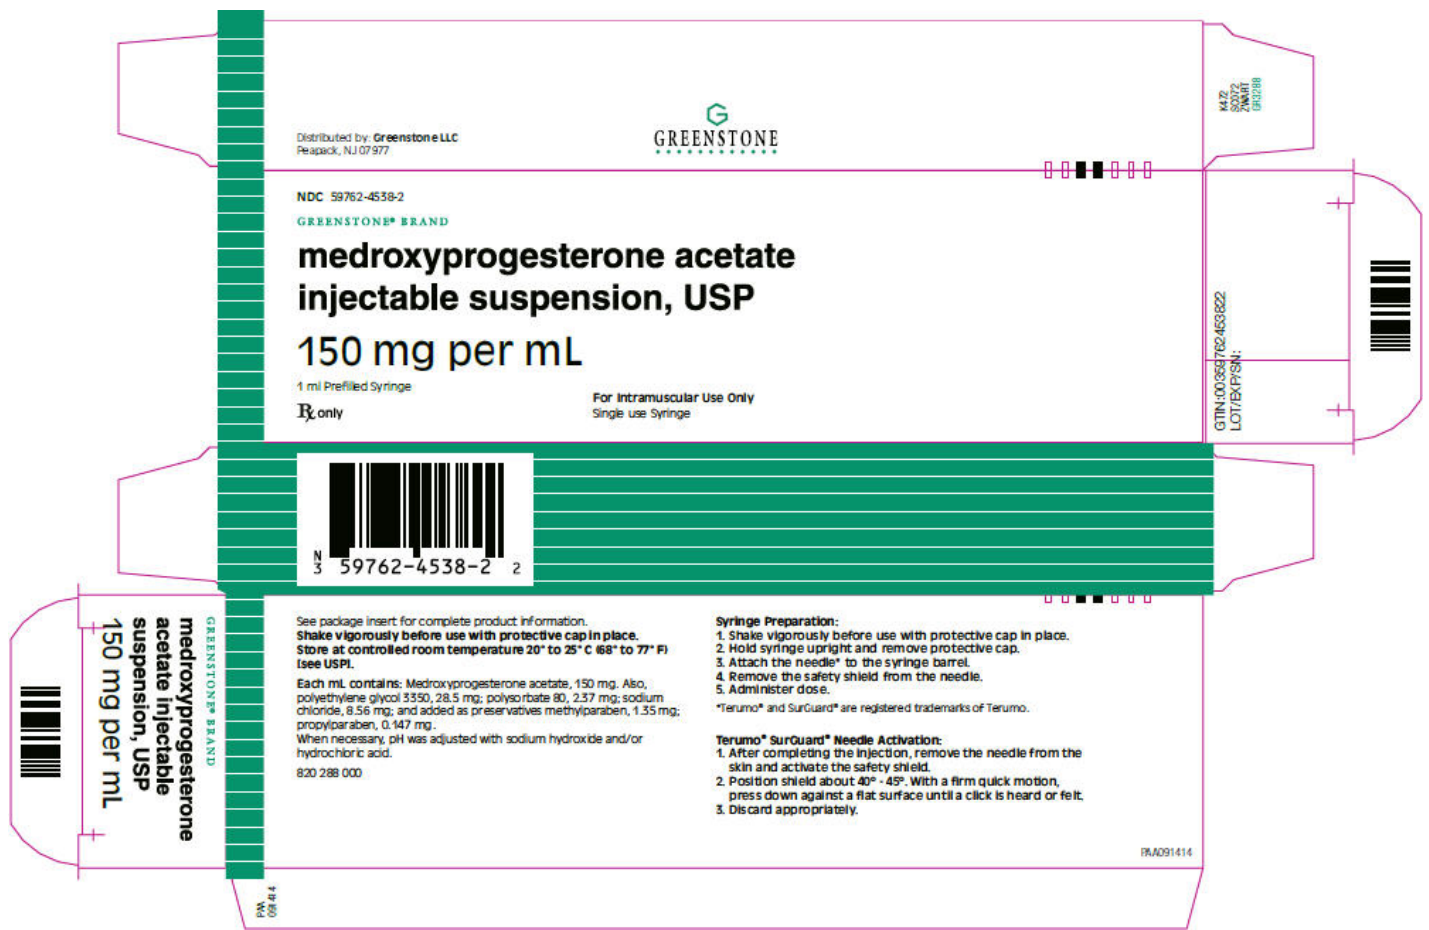 Distributed by: Greenstone LLC
Peapack, NJ 07977
G
GREENSTONE
K472
SC072
ZWART
GR3288
NDC 59762-4538-2
GREENSTONE® BRAND
medroxyprogesterone acetate
injectable suspension, USP
150 mg per mL
1 ml Prefilled Syringe
Rx only
For Intramuscular Use Only
Single use Syringe
GTIN:00359762453822
LOT/EXP/SN:
N
3 59762-4538-2 2
GREENSTONE® BRAND
medroxyprogesterone
acetate injectable
suspension, USP
150 mg per mL
See package insert for complete product information.
Shake vigorously before use with protective cap in place.
Store at controlled room temperature 20° to 25° C (68° to 77° F)
[see USP].
Each mL contains: Medroxyprogesterone acetate, 150 mg. Also,
polyethylene glycol 3350, 28.5 mg; polysorbate 80, 2.37 mg; sodium
chloride, 8.56 mg; and added as preservatives methylparaben, 1.35 mg;
propylparaben, 0.147 mg.
When necessary, pH was adjusted with sodium hydroxide and/or
hydrochloric acid.
820 288 000
Syringe Preparation:
1. Shake vigorously before use with protective cap in place.
2. Hold syringe upright and remove protective cap.
3. Attach the needle* to the syringe barrel.
4. Remove the safety shield from the needle.
5. Administer dose.
*Terumo® and SurGuard® are registered trademarks of Terumo.
Terumo® SurGuard® Needle Activation:
1. After completing the injection, remove the needle from the
skin and activate the safety shield.
2. Position shield about 40° - 45°. With a firm quick motion,
press down against a flat surface until a click is heard or felt.
3. Discard appropriately.
PAA091414
PAA
091414